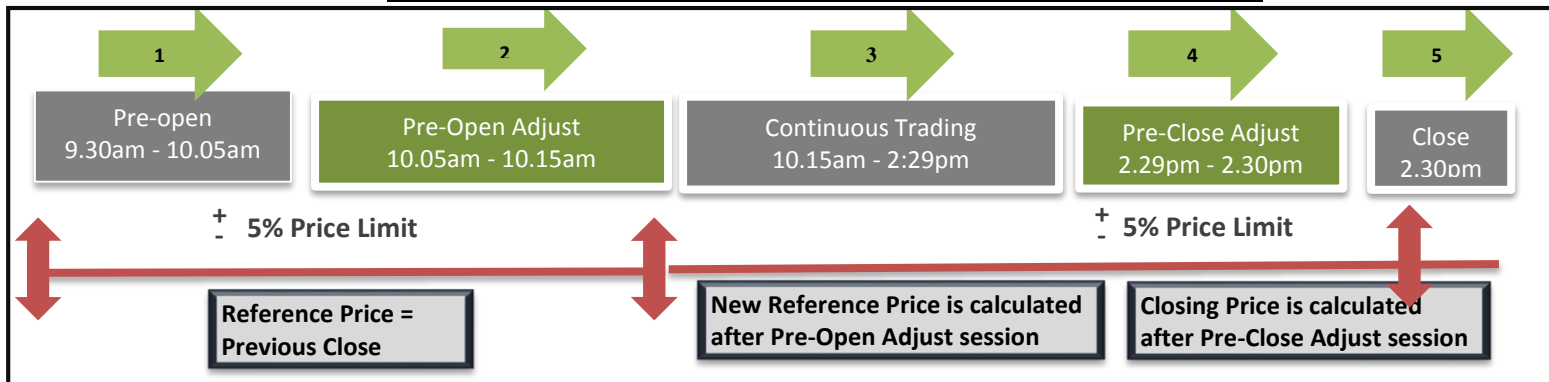 1
2
3
4
5
Pre-open
9.30am - 10.05am
Pre-Open Adjust
10.05am - 10.15am
Continuous Trading
10.15am - 2:29pm
Pre-Close Adjust
2.29pm - 2.30pm
Close
2.30pm
+
- 5% Price Limit
+
- 5% Price Limit
Reference Price =
Previous Close
New Reference Price is calculated
after Pre-Open Adjust session
Closing Price is calculated
after Pre-Close Adjust session